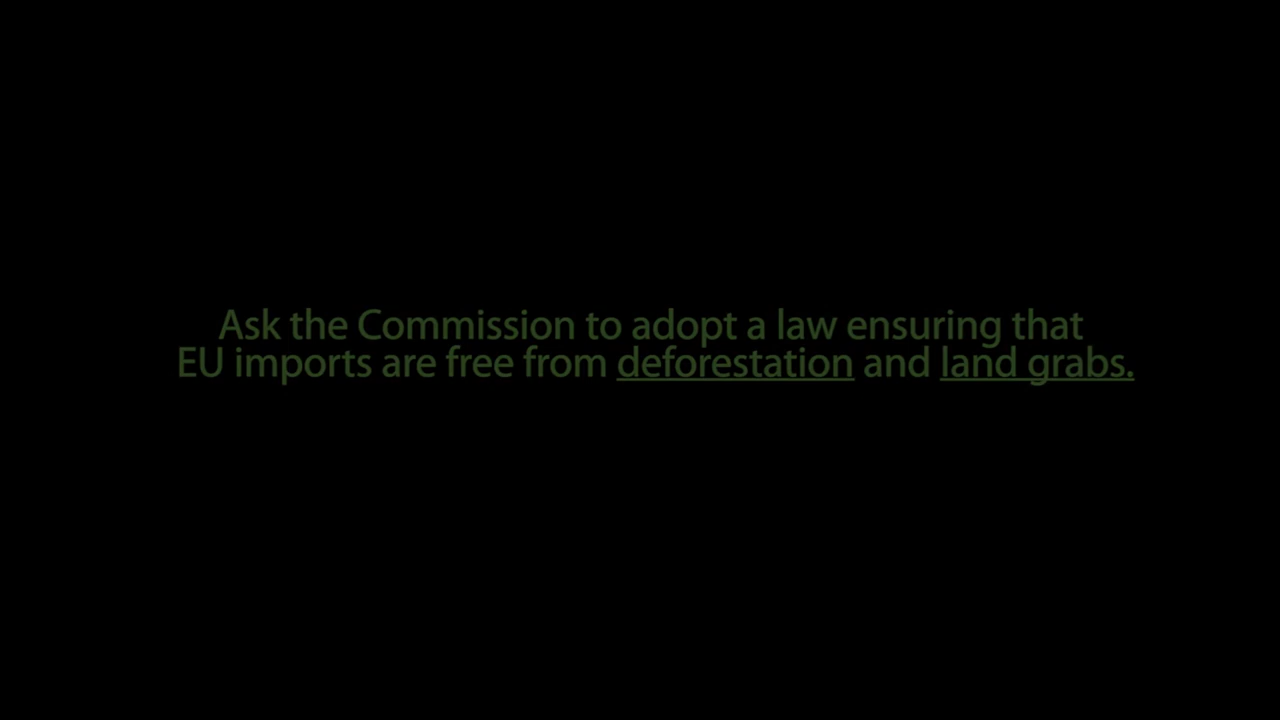 Ask the Commission to adopt a law ensuring that
EU imports are free from deforestation and land grabs.